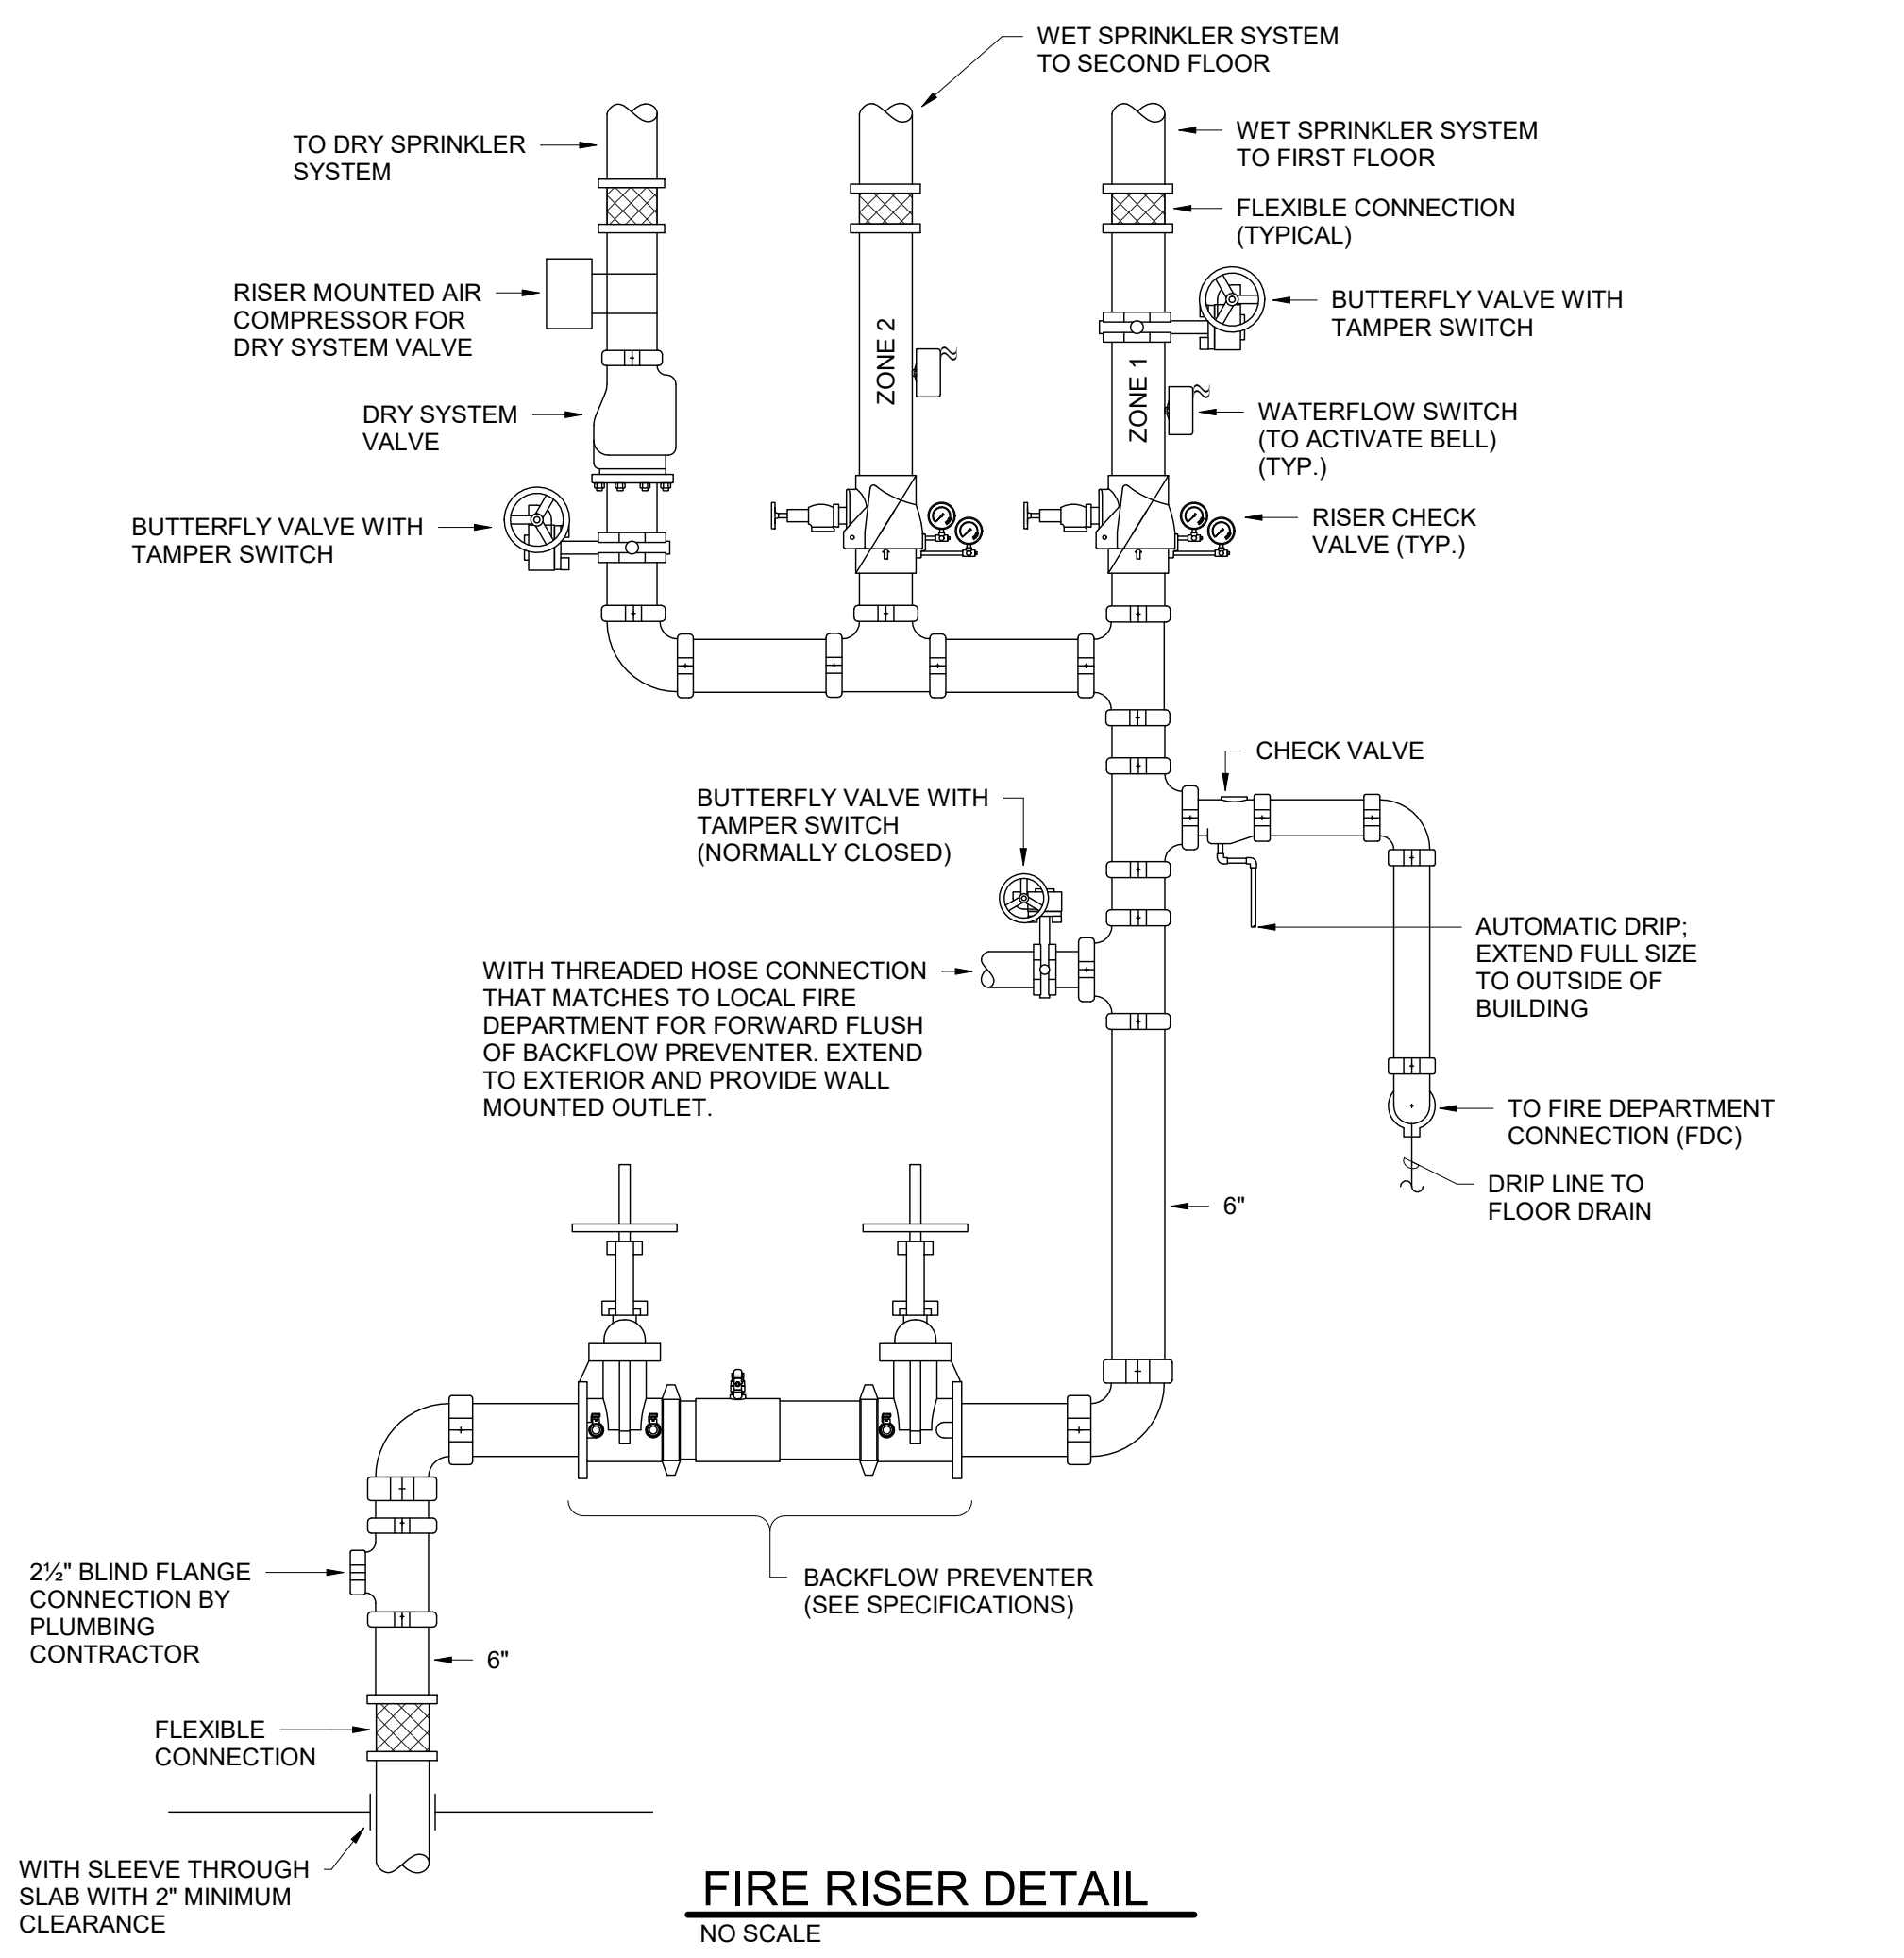 WET SPRINKLER SYSTEM
TO SECOND FLOOR
TO DRY SPRINKLER
SYSTEM
WET SPRINKLER SYSTEM
TO FIRST FLOOR
FLEXIBLE CONNECTION
(TYPICAL)
RISER MOUNTED AIR
COMPRESSOR FOR
DRY SYSTEM VALVE
BUTTERFLY VALVE WITH
TAMPER SWITCH
ZONE 2
ZONE 1
DRY SYSTEM
VALVE
WATERFLOW SWITCH
(TO ACTIVATE BELL)
(TYP.)
BUTTERFLY VALVE WITH
TAMPER SWITCH
RISER CHECK
VALVE (TYP.)
CHECK VALVE
BUTTERFLY VALVE WITH
TAMPER SWITCH
(NORMALLY CLOSED)
AUTOMATIC DRIP;
EXTEND FULL SIZE
TO OUTSIDE OF
BUILDING
WITH THREADED HOSE CONNECTION
THAT MATCHES TO LOCAL FIRE
DEPARTMENT FOR FORWARD FLUSH
OF BACKFLOW PREVENTER. EXTEND
TO EXTERIOR AND PROVIDE WALL
MOUNTED OUTLET.
TO FIRE DEPARTMENT
CONNECTION (FDC)
DRIP LINE TO
FLOOR DRAIN
6"
2½" BLIND FLANGE
CONNECTION BY
PLUMBING
CONTRACTOR
BACKFLOW PREVENTER
(SEE SPECIFICATIONS)
6"
FLEXIBLE
CONNECTION
WITH SLEEVE THROUGH
SLAB WITH 2" MINIMUM
CLEARANCE
FIRE RISER DETAIL
NO SCALE